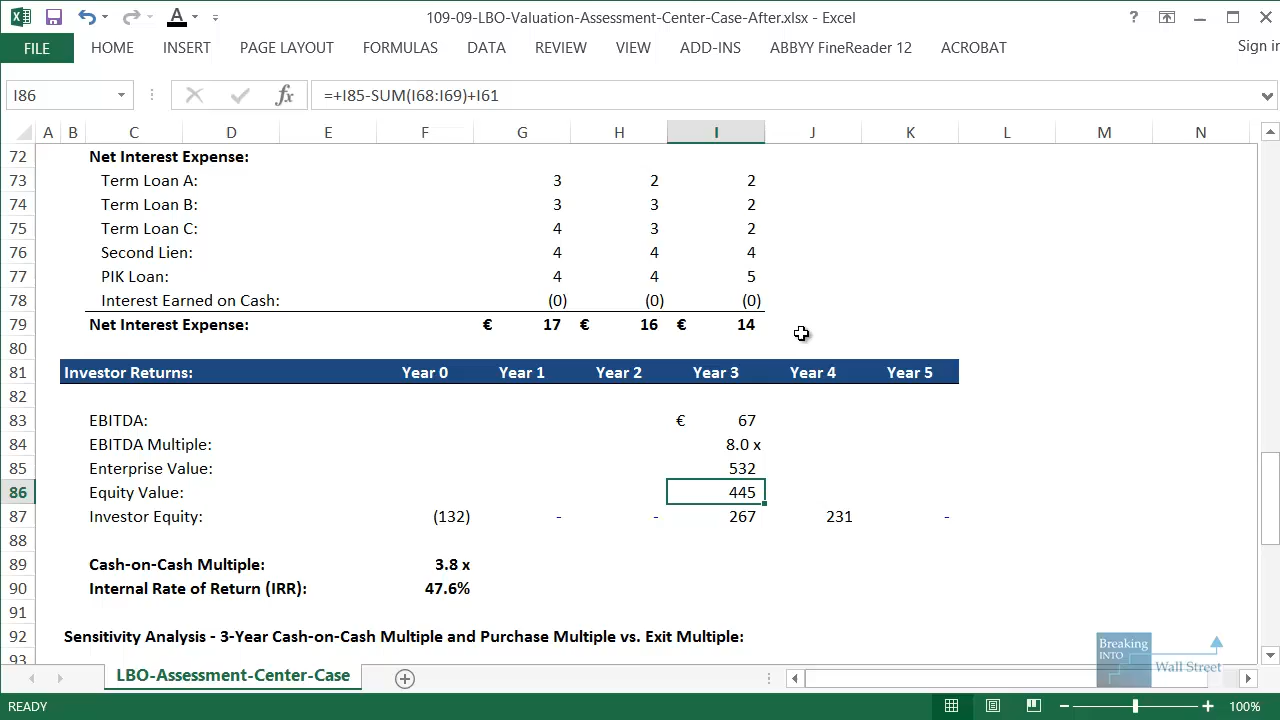 109-09-LBO-Valuation-Assessment-Center-Case-After.xlsx - Excel
FILE HOME INSERT PAGE LAYOUT FORMULAS DATA REVIEW VIEW ADD-INS ABBYY FineReader 12 ACROBAT Sign in
I86 fx =+I85-SUM(I68:I69)+I61
A B C D E F G H I J K L M N
72 Net Interest Expense:
73 Term Loan A: 3 2 2
74 Term Loan B: 3 3 2
75 Term Loan C: 4 3 2
76 Second Lien: 4 4 4
77 PIK Loan: 4 4 5
78 Interest Earned on Cash: (0) (0) (0)
79 Net Interest Expense: € 17 € 16 € 14
80
81 Investor Returns: Year 0 Year 1 Year 2 Year 3 Year 4 Year 5
82
83 EBITDA: € 67
84 EBITDA Multiple: 8.0 x
85 Enterprise Value: 532
86 Equity Value: 445
87 Investor Equity: (132) - - 267 231 -
88
89 Cash-on-Cash Multiple: 3.8 x
90 Internal Rate of Return (IRR): 47.6%
91
92 Sensitivity Analysis - 3-Year Cash-on-Cash Multiple and Purchase Multiple vs. Exit Multiple:
93
Breaking
INTO
Wall Street
LBO-Assessment-Center-Case
READY 100%